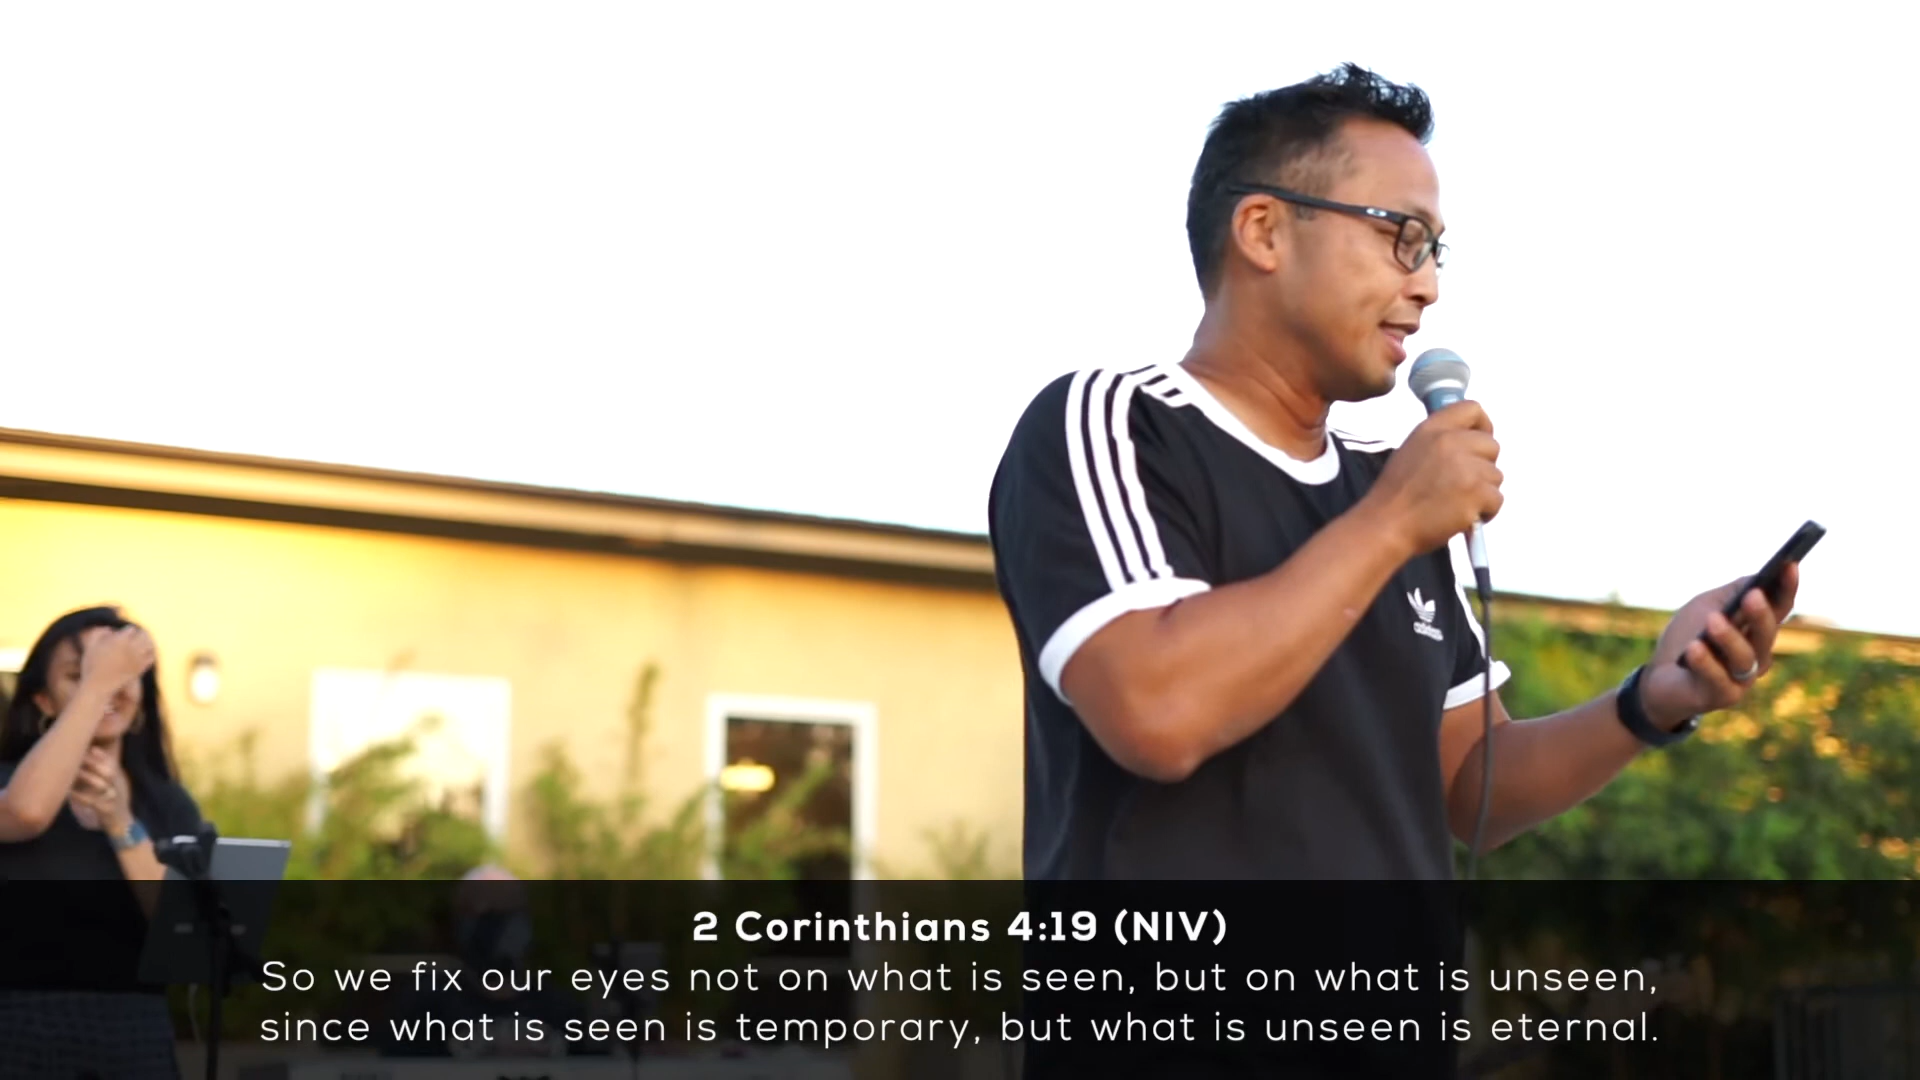 adidas
2 Corinthians 4:19 (NIV)
So we fix our eyes not on what is seen, but on what is unseen,
since what is seen is temporary, but what is unseen is eternal.